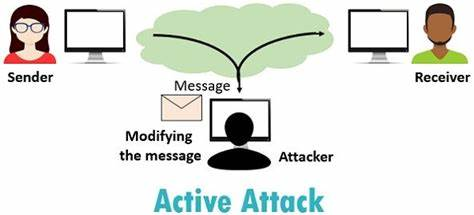 Sender
Receiver
Message
Modifying
the message
Attacker
Active Attack